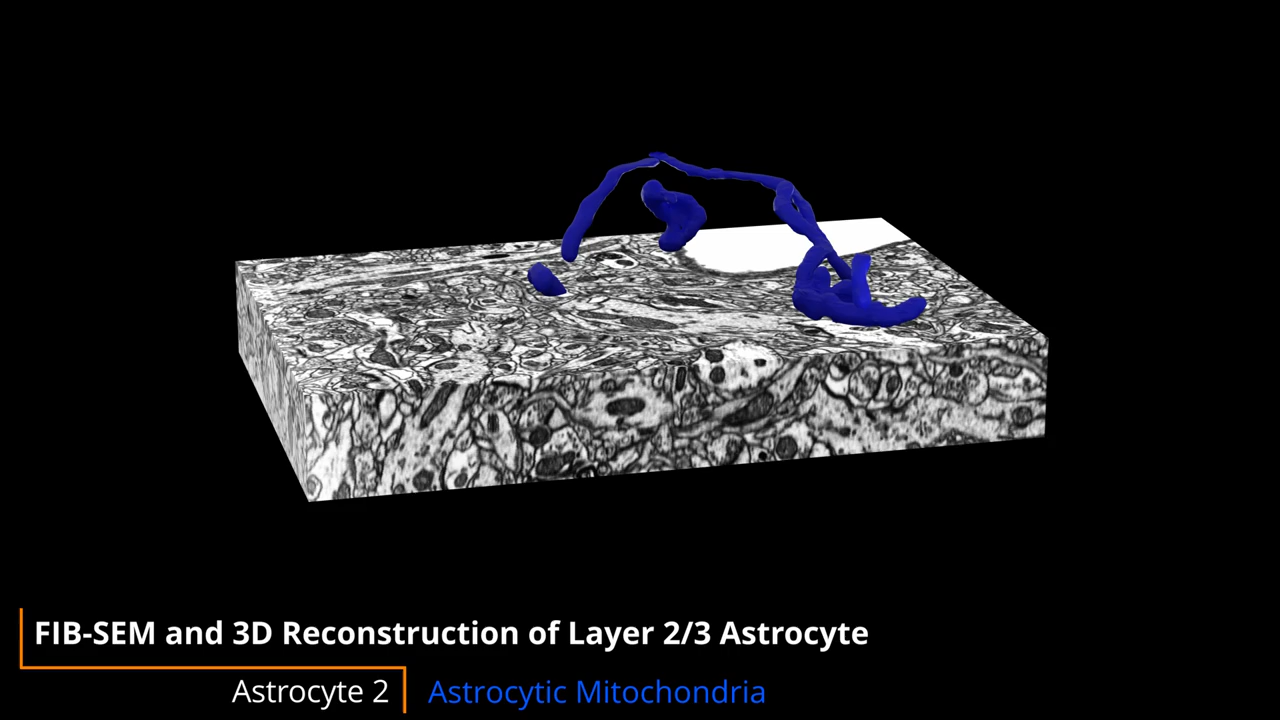 FIB-SEM and 3D Reconstruction of Layer 2/3 Astrocyte
Astrocyte 2 Astrocytic Mitochondria